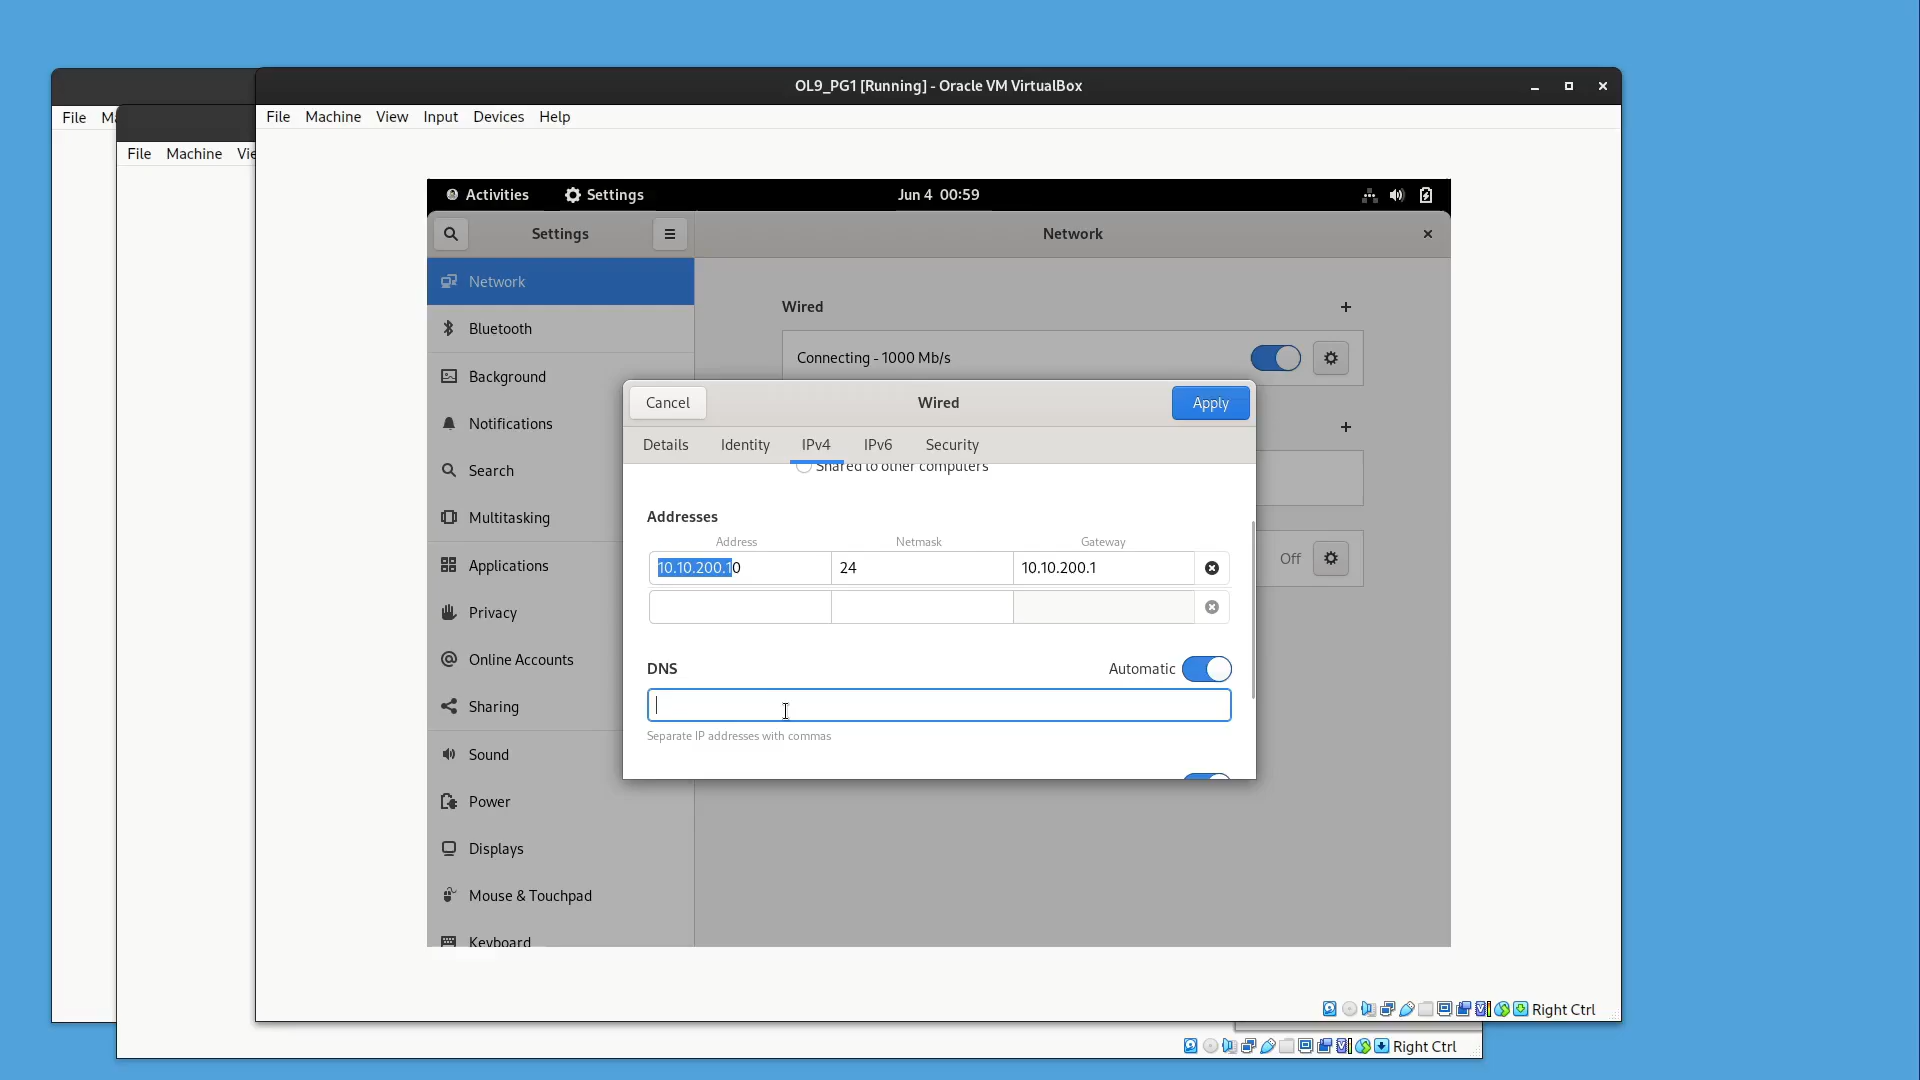 OL9_PG1 [Running] - Oracle VM VirtualBox
File
File Machine
File Machine View Input Devices Help
Activities Settings Jun 4 00:59
Settings
Network
Network
Bluetooth
Background
Notifications
Search
Multitasking
Applications
Privacy
Online Accounts
Sharing
Sound
Power
Displays
Mouse & Touchpad
Keyboard
Wired
Connecting - 1000 Mb/s
Off
Cancel Wired Apply
Details Identity IPv4 IPv6 Security
Shared to other computers
Addresses
Address Netmask Gateway
10.10.200.10 24 10.10.200.1
DNS Automatic
Separate IP addresses with commas
Right Ctrl
Right Ctrl